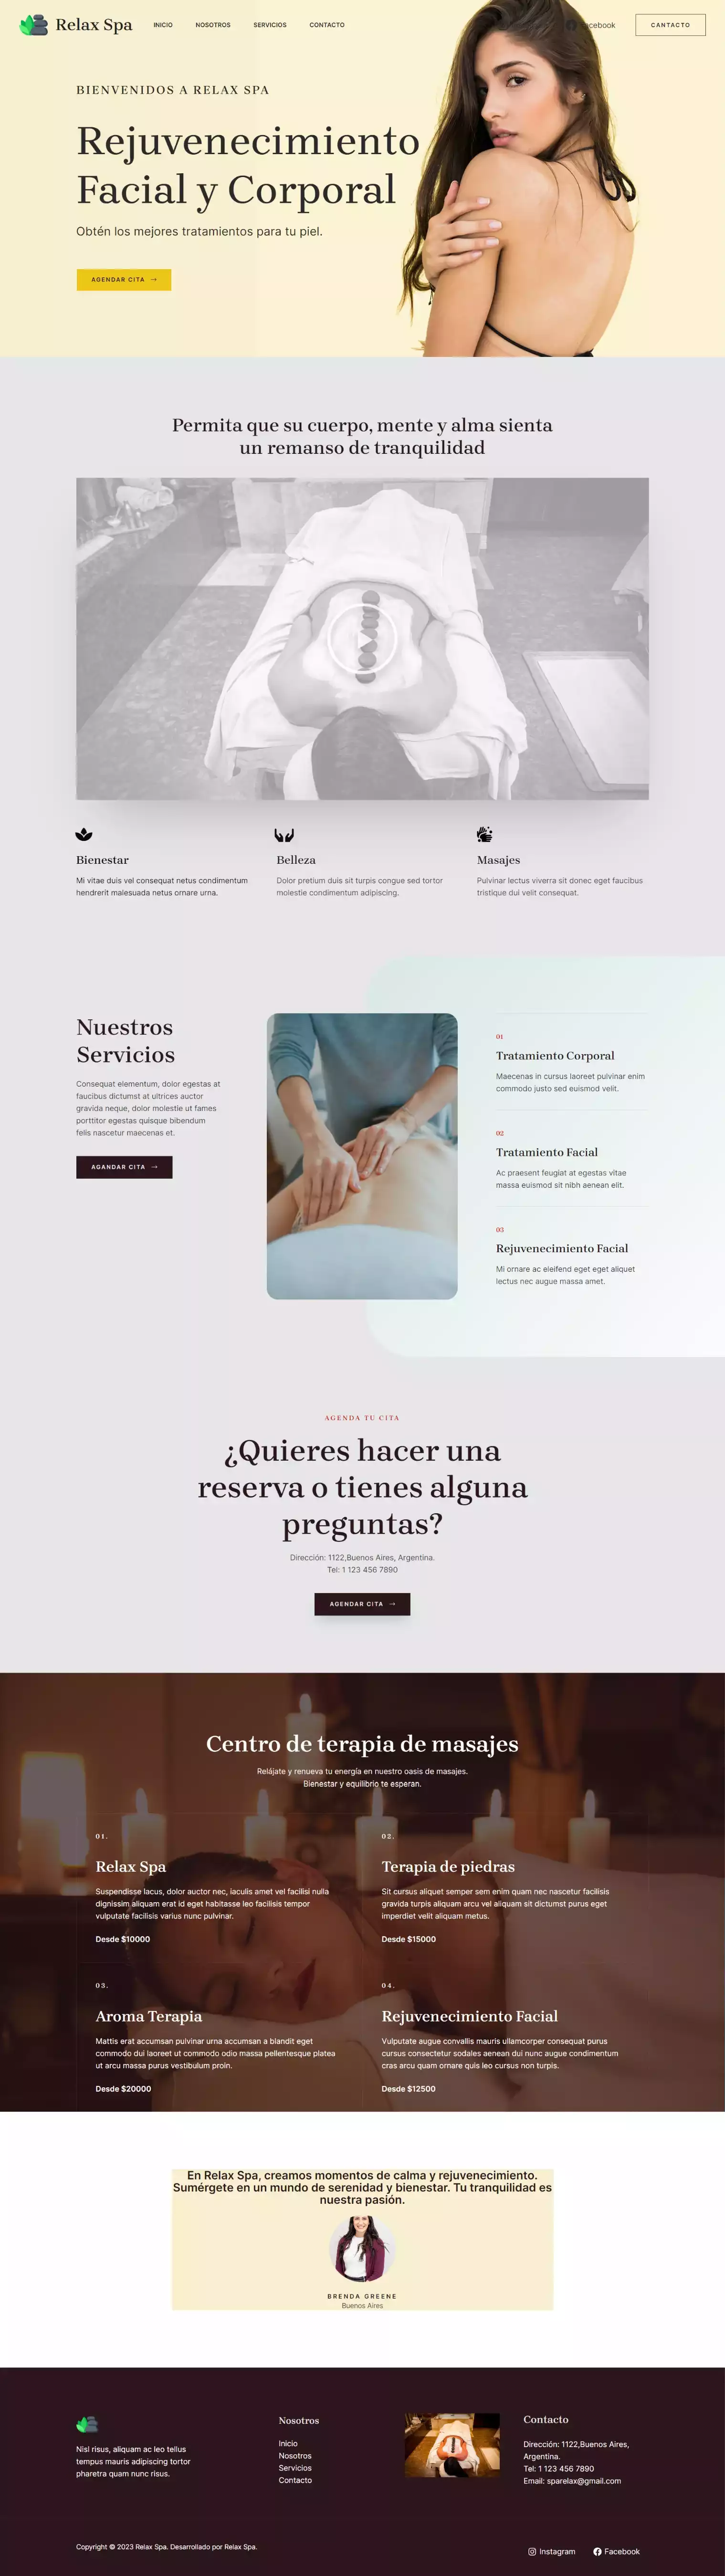 Relax Spa
INICIO
NOSOTROS
SERVICIOS
CONTACTO
Facebook
CANTACTO
BIENVENIDOS A RELAX SPA
Rejuvenecimiento
Facial y Corporal
Obtén los mejores tratamientos para tu piel.
AGENDAR CITA →
Permita que su cuerpo, mente y alma sienta
un remanso de tranquilidad
Bienestar
Mi vitae duis vel consequat netus condimentum
hendrerit malesuada netus ornare urna.
Belleza
Dolor pretium duis sit turpis congue sed tortor
molestie condimentum adipiscing.
Masajes
Pulvinar lectus viverra sit donec eget faucibus
tristique dui velit consequat.
Nuestros
Servicios
Consequat elementum, dolor egestas at
faucibus dictumst at ultrices auctor
gravida neque, dolor molestie ut fames
porttitor egestas quisque bibendum
felis nascetur maecenas et.
AGANDAR CITA →
01
Tratamiento Corporal
Maecenas in cursus laoreet pulvinar enim
commodo justo sed euismod velit.
02
Tratamiento Facial
Ac praesent feugiat at egestas vitae
massa euismod sit nibh aenean elit.
03
Rejuvenecimiento Facial
Mi ornare ac eleifend eget eget aliquet
lectus nec augue massa amet.
AGENDA TU CITA
¿Quieres hacer una
reserva o tienes alguna
preguntas?
Dirección: 1122,Buenos Aires, Argentina.
Tel: 1 123 456 7890
AGENDAR CITA →
Centro de terapia de masajes
Relájate y renueva tu energía en nuestro oasis de masajes.
Bienestar y equilibrio te esperan.
01.
Relax Spa
Suspendisse lacus, dolor auctor nec, iaculis amet vel facilisi nulla
dignissim aliquam erat id eget habitasse leo facilisis tempor
vulputate facilisis varius nunc pulvinar.
Desde $10000
02.
Terapia de piedras
Sit cursus aliquet semper sem enim quam nec nascetur facilisis
gravida turpis aliquam arcu vel aliquam sit dictumst purus eget
imperdiet velit aliquam metus.
Desde $15000
03.
Aroma Terapia
Mattis erat accumsan pulvinar urna accumsan a blandit eget
commodo dui laoreet ut commodo odio massa pellentesque platea
ut arcu massa purus vestibulum proin.
Desde $20000
04.
Rejuvenecimiento Facial
Vulputate augue convallis mauris ullamcorper consequat purus
cursus consectetur sodales aenean dui nunc augue condimentum
cras arcu quam ornare quis leo cursus non turpis.
Desde $12500
En Relax Spa, creamos momentos de calma y rejuvenecimiento.
Sumérgete en un mundo de serenidad y bienestar. Tu tranquilidad es
nuestra pasión.
BRENDA GREENE
Buenos Aires
Nisl risus, aliquam ac leo tellus
tempus mauris adipiscing tortor
pharetra quam nunc risus.
Nosotros
Inicio
Nosotros
Servicios
Contacto
Contacto
Dirección: 1122,Buenos Aires,
Argentina.
Tel: 1 123 456 7890
Email: sparelax@gmail.com
Copyright © 2023 Relax Spa. Desarrollado por Relax Spa.
Instagram
Facebook